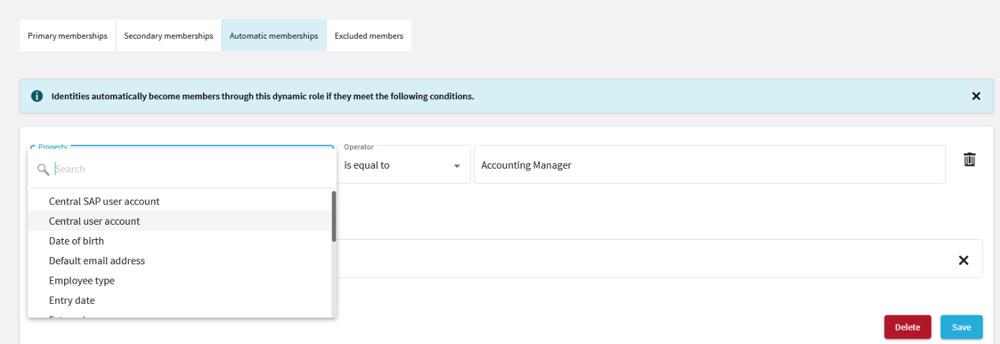 Primary memberships
Secondary memberships
Automatic memberships
Excluded members
Identities automatically become members through this dynamic role if they meet the following conditions.
Property
Operator
is equal to
Accounting Manager
Search
Central SAP user account
Central user account
Date of birth
Default email address
Employee type
Entry date
Delete
Save